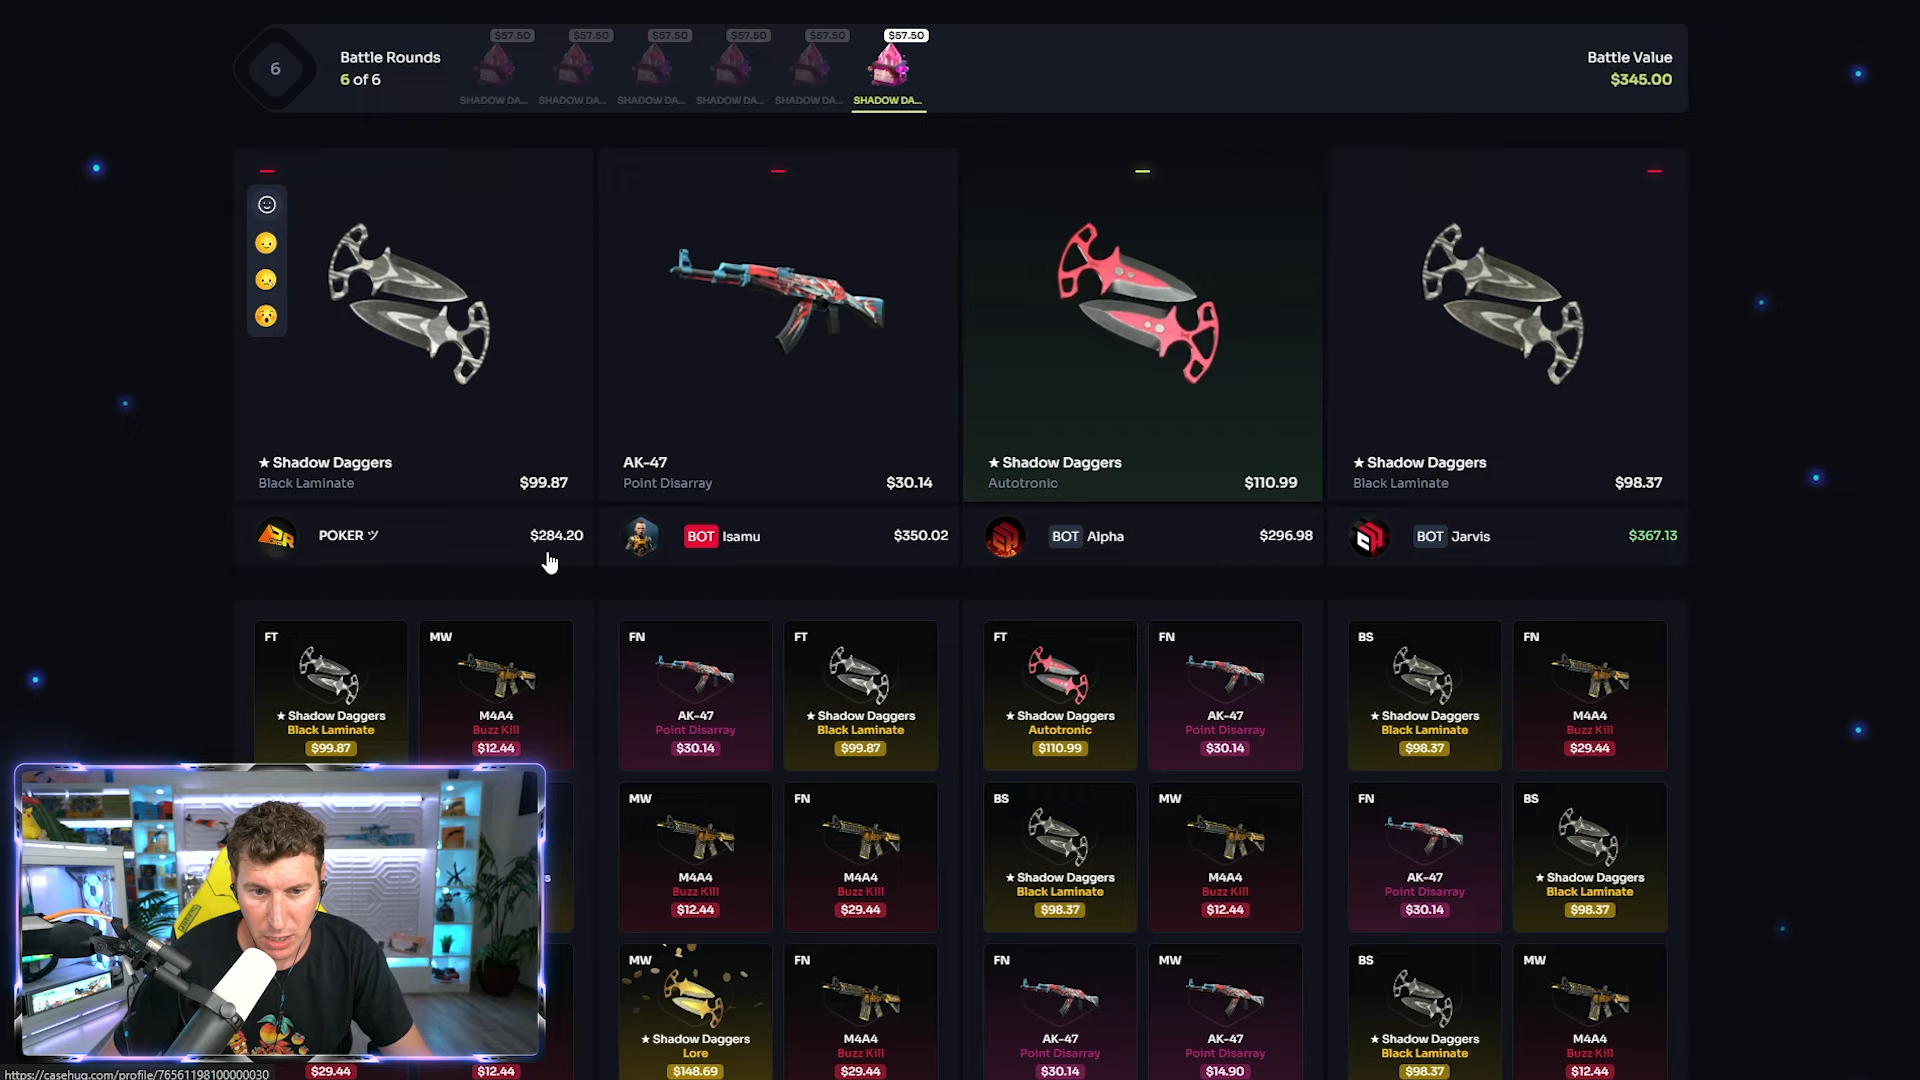 6
Battle Rounds
6 of 6
$57.50
$57.50
$57.50
$57.50
$57.50
$57.50
SHADOW DA...
SHADOW DA...
SHADOW DA...
SHADOW DA...
SHADOW DA...
SHADOW DA...
Battle Value
$345.00
★ Shadow Daggers
Black Laminate
$99.87
AK-47
Point Disarray
$30.14
★ Shadow Daggers
Autotronic
$110.99
★ Shadow Daggers
Black Laminate
$98.37
POKER ツ
$284.20
BOT Isamu
$350.02
BOT Alpha
$296.98
BOT Jarvis
$367.13
FT
★ Shadow Daggers
Black Laminate
$99.87
MW
M4A4
Buzz Kill
$12.44
FN
AK-47
Point Disarray
$30.14
FT
★ Shadow Daggers
Black Laminate
$99.87
FT
★ Shadow Daggers
Autotronic
$110.99
FN
AK-47
Point Disarray
$30.14
BS
★ Shadow Daggers
Black Laminate
$98.37
FN
M4A4
Buzz Kill
$29.44
MW
M4A4
Buzz Kill
$12.44
FN
M4A4
Buzz Kill
$29.44
BS
★ Shadow Daggers
Black Laminate
$98.37
MW
M4A4
Buzz Kill
$12.44
FN
AK-47
Point Disarray
$30.14
BS
★ Shadow Daggers
Black Laminate
$98.37
MW
★ Shadow Daggers
Lore
$148.69
FN
M4A4
Buzz Kill
$29.44
FN
AK-47
Point Disarray
$30.14
MW
AK-47
Point Disarray
$14.90
BS
★ Shadow Daggers
Black Laminate
$98.37
MW
M4A4
Buzz Kill
$12.44
$29.44
$12.44
https://casehug.com/profile/76561198100000030